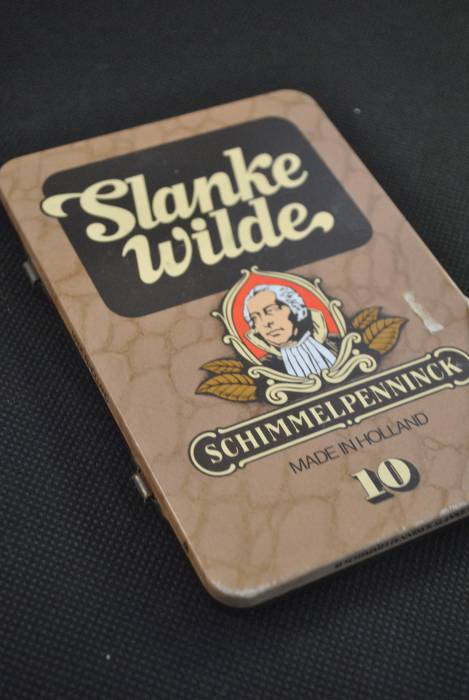 Slanke
wilde
SCHIMMELPENNINCK
MADE IN HOLLAND
10